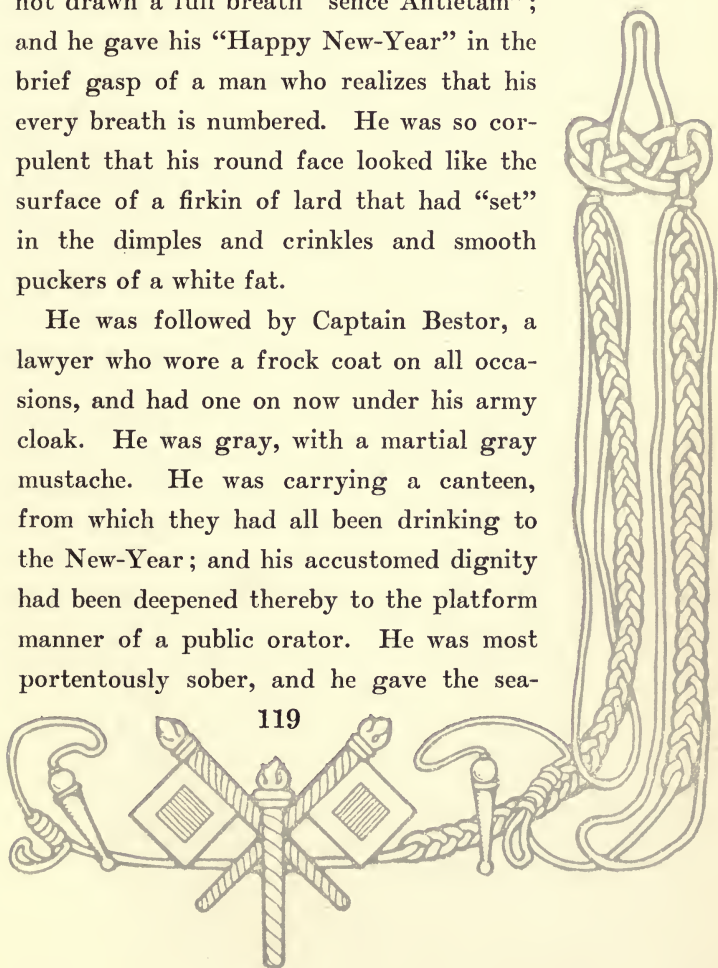 not drawn a full breath "sence Antietam";
and he gave his “Happy New-Year” in the
brief gasp of a man who realizes that his
every breath is numbered. He was so cor-
pulent that his round face looked like the
surface of a firkin of lard that had “set”
in the dimples and crinkles and smooth
puckers of a white fat.
He was followed by Captain Bestor, a
lawyer who wore a frock coat on all occa-
sions, and had one on now under his army
cloak. He was gray, with a martial gray
mustache. He was carrying a canteen,
from which they had all been drinking to
the New-Year; and his accustomed dignity
had been deepened thereby to the platform
manner of a public orator. He was most
portentously sober, and he gave the sea-
119